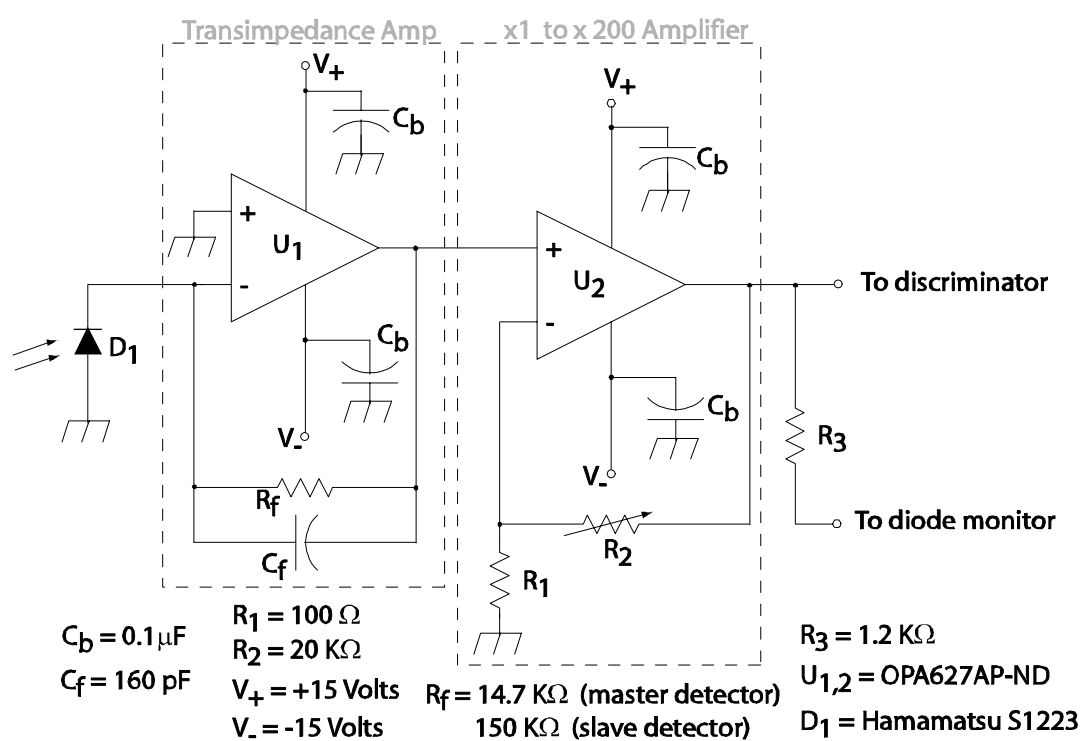 Transimpedance Amp
x1 to x 200 Amplifier
V+
V+
Cb
Cb
+
U1
-
+
U2
-
To discriminator
D1
Cb
Cb
V-
V-
R3
Rf
Cf
R2
To diode monitor
R1
Cb = 0.1μF
Cf = 160 pF
R1 = 100 Ω
R2 = 20 KΩ
V+ = +15 Volts
V- = -15 Volts
Rf = 14.7 KΩ (master detector)
150 KΩ (slave detector)
R3 = 1.2 KΩ
U1,2 = OPA627AP-ND
D1 = Hamamatsu S1223